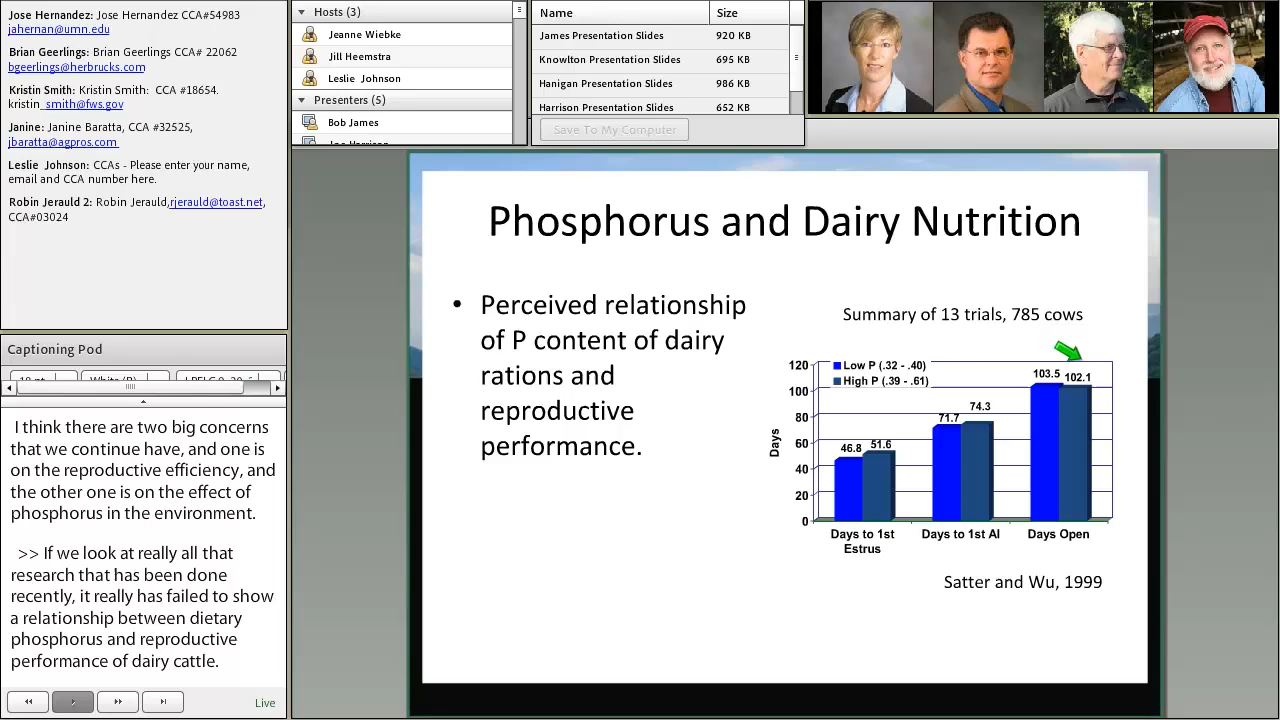 Jose Hernandez: Jose Hernandez CCA#54983
jahernan@umn.edu
Brian Geerlings: Brian Geerlings CCA# 22062
bgeerlings@herbrucks.com
Kristin Smith: Kristin Smith: CCA #18654.
kristin_smith@fws.gov
Janine: Janine Baratta, CCA #32525,
jbaratta@agpros.com
Leslie Johnson: CCAs - Please enter your name,
email and CCA number here.
Robin Jerauld 2: Robin Jerauld,rjerauld@toast.net,
CCA#03024
Captioning Pod
I think there are two big concerns
that we continue have, and one is
on the reproductive efficiency, and
the other one is on the effect of
phosphorus in the environment.
>> If we look at really all that
research that has been done
recently, it really has failed to show
a relationship between dietary
phosphorus and reproductive
performance of dairy cattle.
Live
Hosts (3)
Jeanne Wiebke
Jill Heemstra
Leslie Johnson
Presenters (5)
Bob James
Name Size
James Presentation Slides 920 KB
Knowlton Presentation Slides 695 KB
Hanigan Presentation Slides 986 KB
Harrison Presentation Slides 652 KB
Save To My Computer
Phosphorus and Dairy Nutrition
• Perceived relationship
of P content of dairy
rations and
reproductive
performance.
Summary of 13 trials, 785 cows
Low P (.32 - .40)
High P (.39 - .61)
Days
120
100
80
60
40
20
0
46.8 51.6
71.7 74.3
103.5 102.1
Days to 1st
Estrus
Days to 1st AI
Days Open
Satter and Wu, 1999